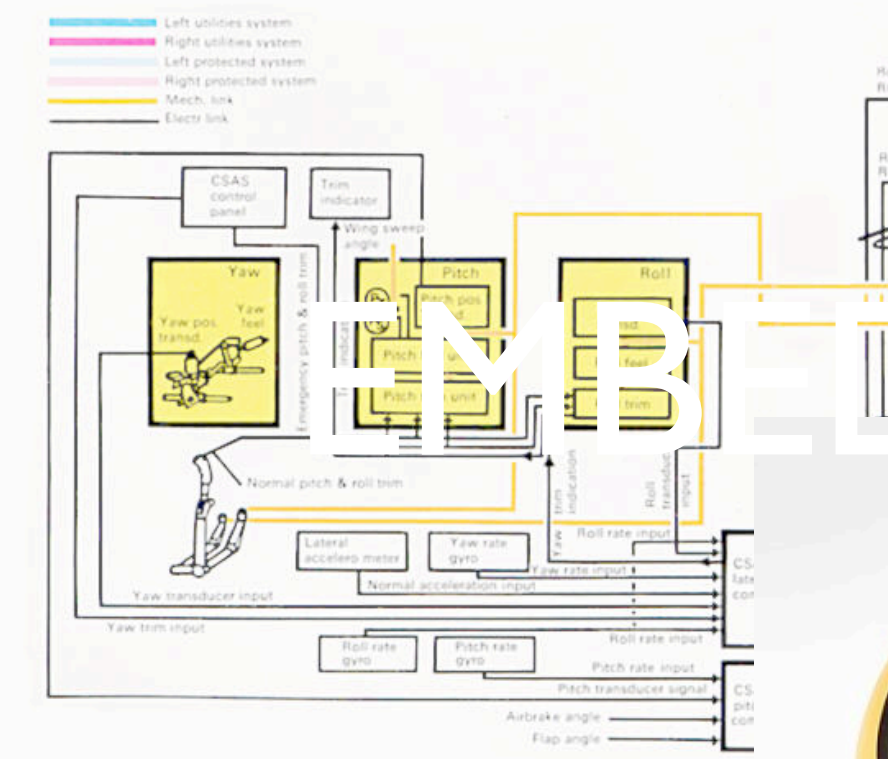 Left utilities system
Right utilities system
Left protected system
Right protected system
Mech. link
Electr link
CSAS
control
panel
Trim
indicator
Wing sweep
angle
Yaw
Pitch
Roll
Yaw
feel
Yaw pos.
transd.
Pitch pos
Pitch
Pitch
unit
feel
trim
Emergency pitch & roll trim
Normal pitch & roll trim
Yaw trim
indication
Roll
input
Roll rate input
Lateral
accelero meter
Yaw rate
gyro
Yaw rate input
Normal acceleration input
Yaw transducer input
Yaw trim input
Roll rate input
Roll rate
gyro
Pitch rate
gyro
Pitch rate input
Pitch transducer signal
Airbrake angle
Flap angle
EMBE